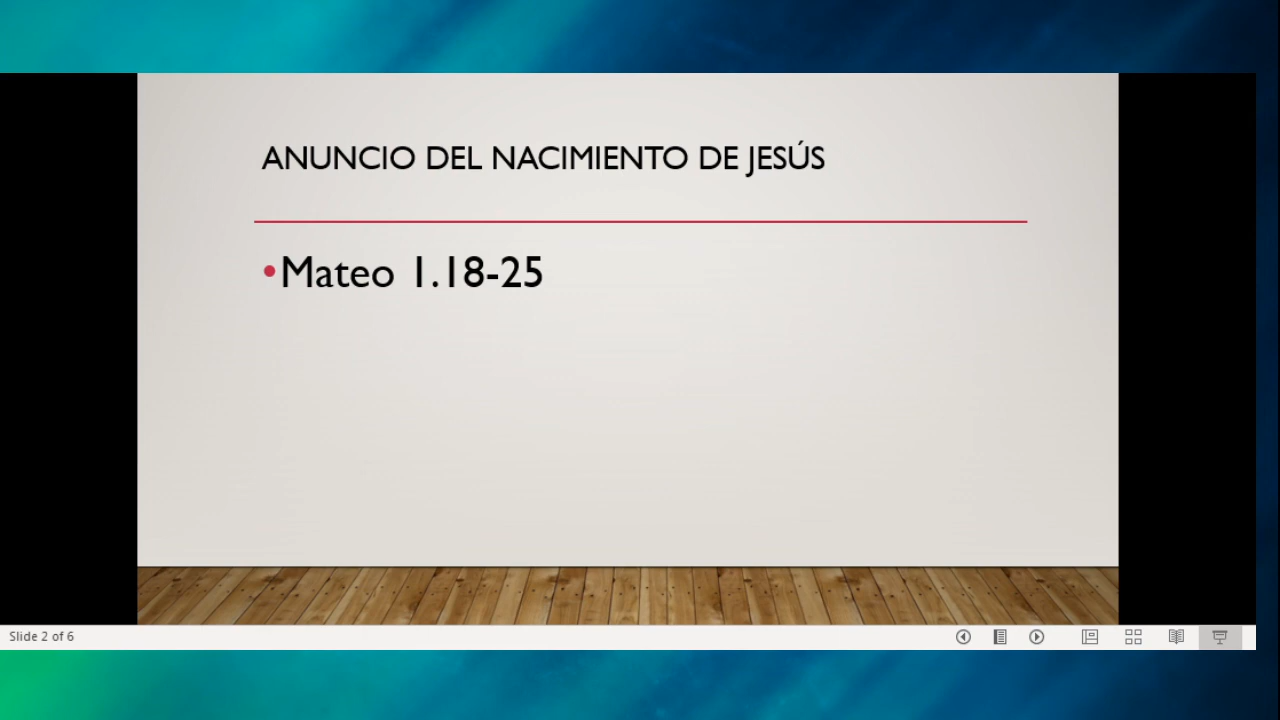 ANUNCIO DEL NACIMIENTO DE JESÚS
•Mateo 1.18-25
Slide 2 of 6